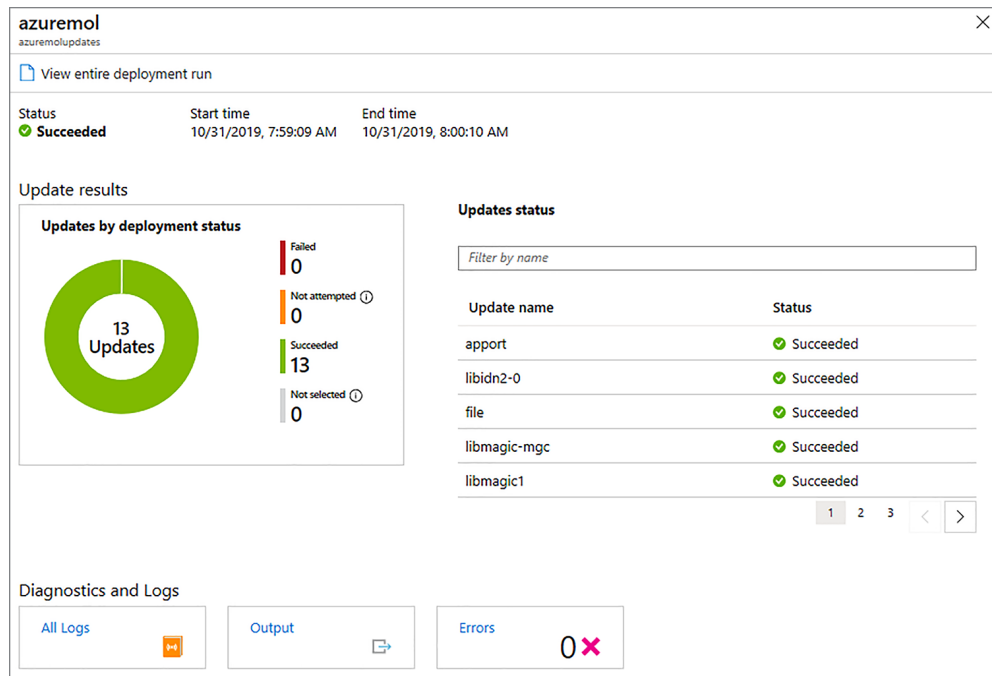 azuremol
azuremolupdates
View entire deployment run
Status
Start time
End time
Succeeded
10/31/2019, 7:59:09 AM
10/31/2019, 8:00:10 AM
Update results
Updates by deployment status
13
Updates
Failed
0
Not attempted
0
Succeeded
13
Not selected
0
Updates status
Filter by name
Update name Status
apport Succeeded
libidn2-0 Succeeded
file Succeeded
libmagic-mgc Succeeded
libmagic1 Succeeded
1 2 3
Diagnostics and Logs
All Logs
Output
Errors
0